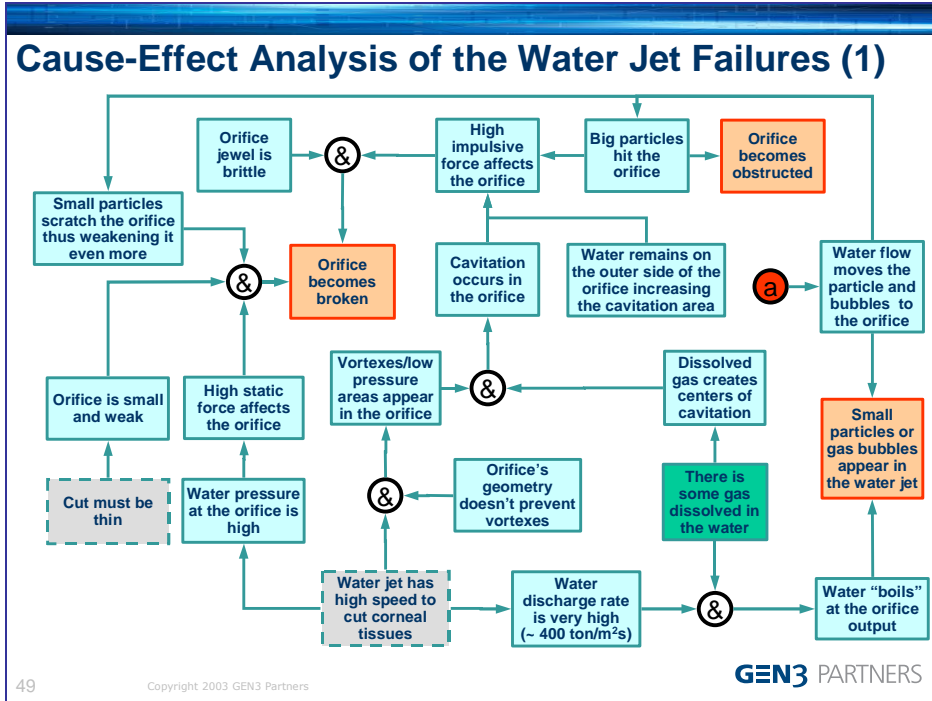 Cause-Effect Analysis of the Water Jet Failures (1)
Orifice
jewel is
brittle
&
High
impulsive
force affects
the orifice
Big particles
hit the
orifice
Orifice
becomes
obstructed
Small particles
scratch the orifice
thus weakening it
even more
&
Orifice
becomes
broken
Cavitation
occurs in
the orifice
Water remains on
the outer side of the
orifice increasing
the cavitation area
a
Water flow
moves the
particle and
bubbles to
the orifice
Orifice is small
and weak
High static
force affects
the orifice
Vortexes/low
pressure
areas appear
in the orifice
&
Dissolved
gas creates
centers of
cavitation
Small
particles or
gas bubbles
appear in
the water jet
Cut must be
thin
Water pressure
at the orifice is
high
&
Orifice's
geometry
doesn't prevent
vortexes
There is
some gas
dissolved in
the water
Water jet has
high speed to
cut corneal
tissues
Water
discharge rate
is very high
(~ 400 ton/m²s)
&
Water "boils"
at the orifice
output
49
Copyright 2003 GEN3 Partners
GEN3 PARTNERS